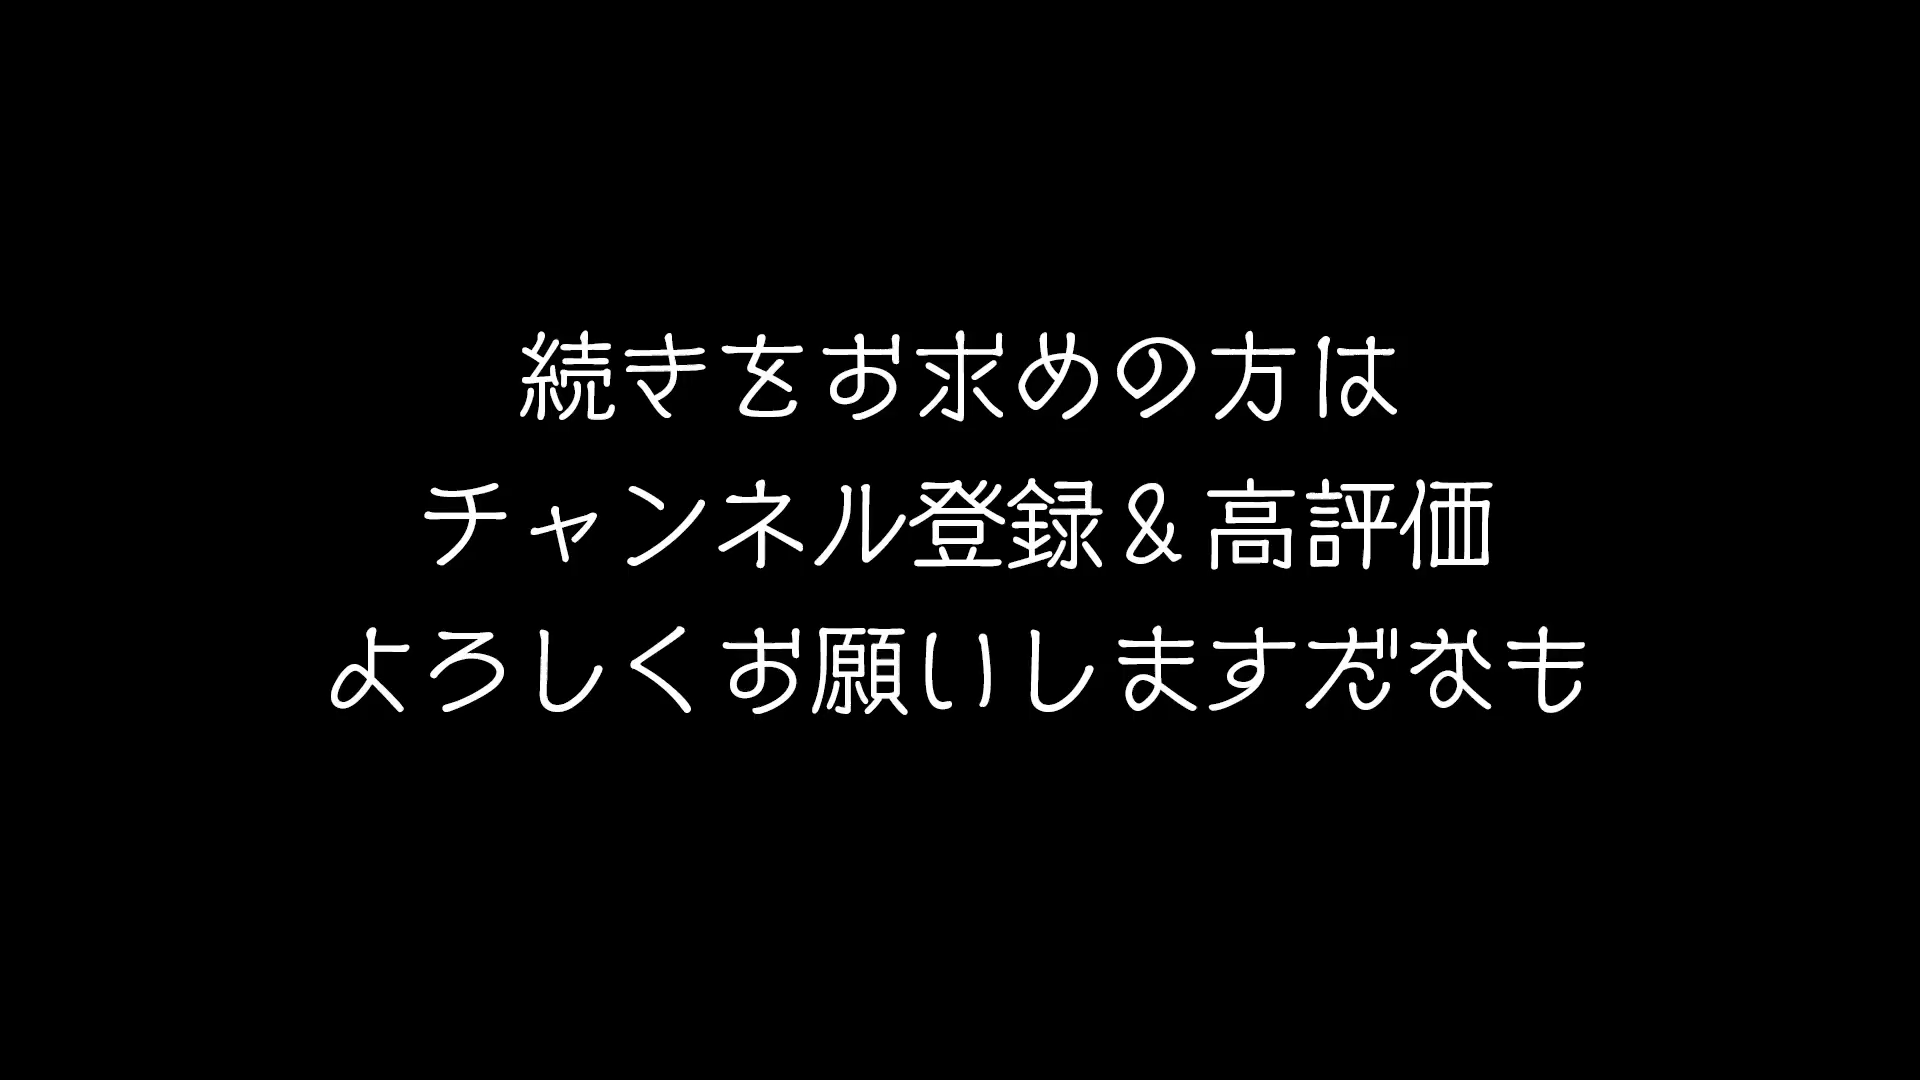 続きをお求めの方は
チャンネル登録＆高評価
よろしくお願いしますだなも